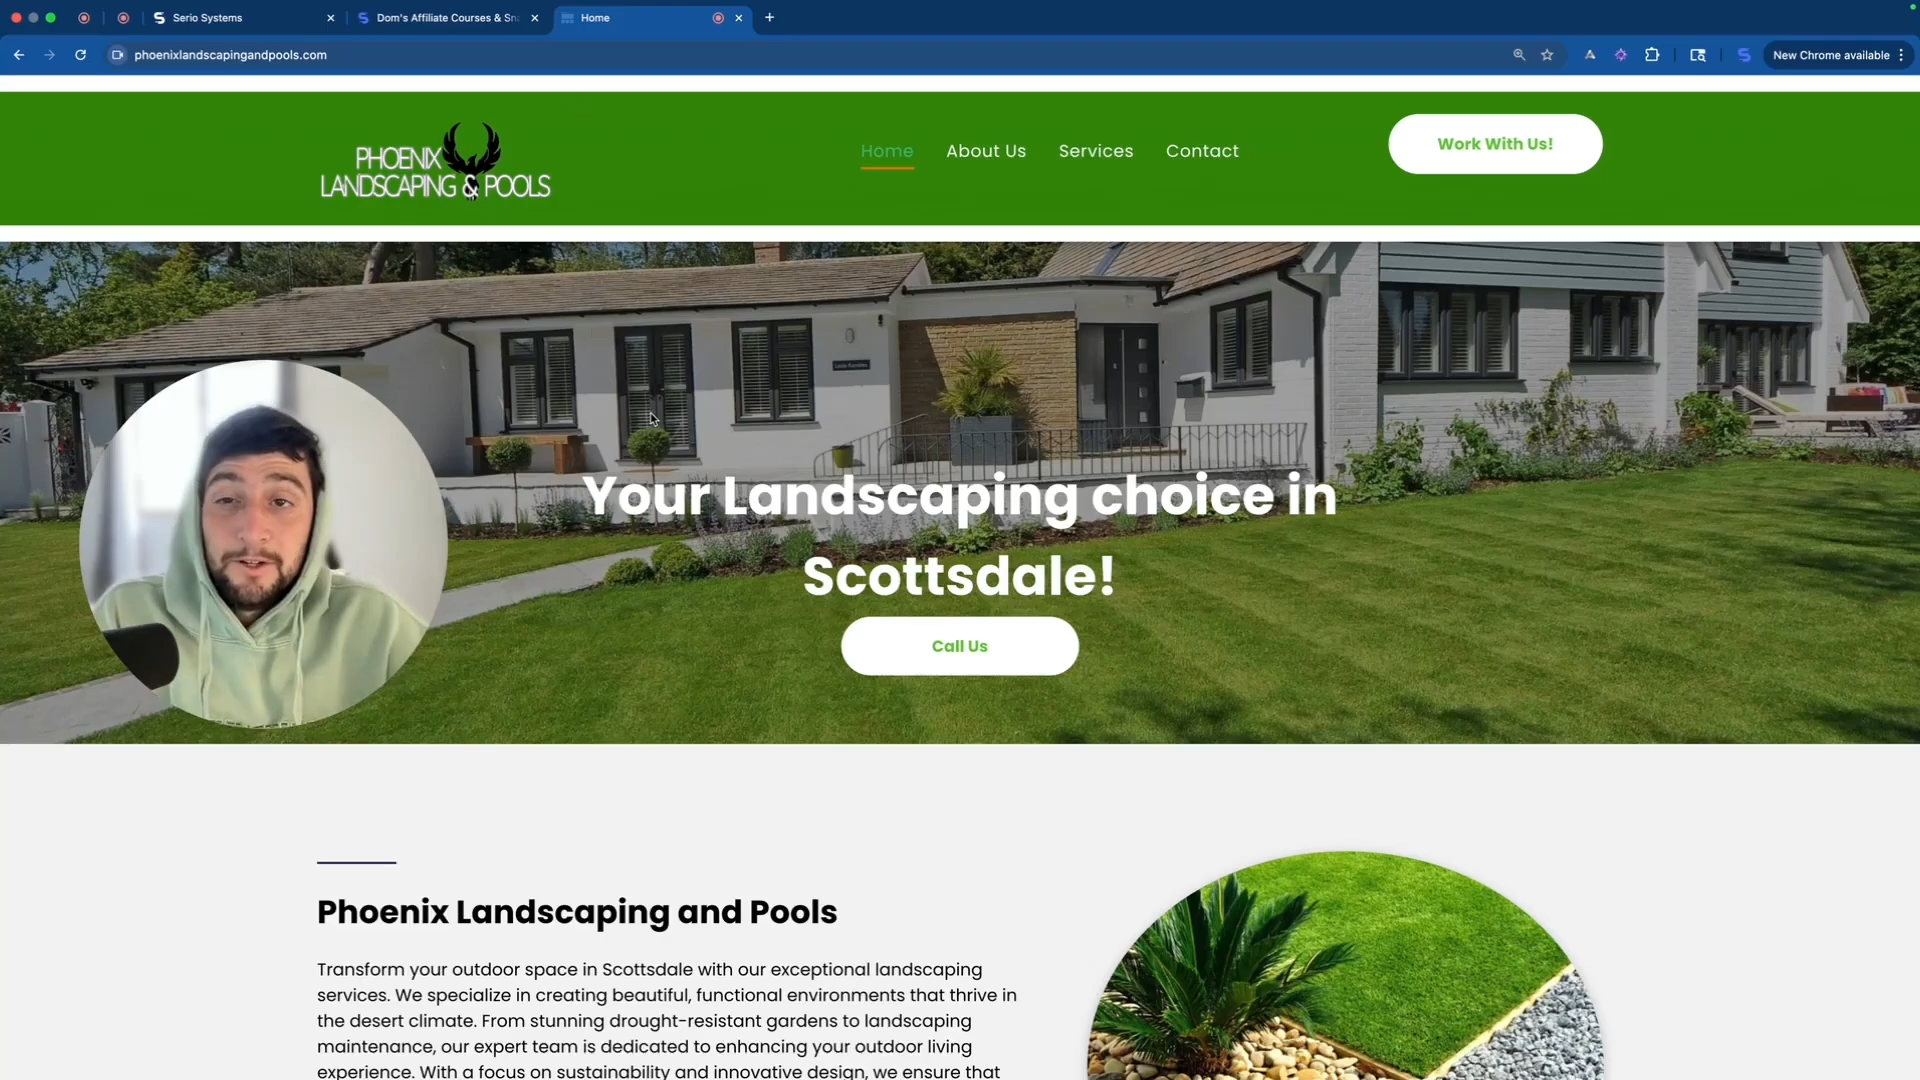 Serio Systems
Dom's Affiliate Courses & Sna
Home
phoenixlandscapingandpools.com
New Chrome available
PHOENIX
LANDSCAPING & POOLS
Home
About Us
Services
Contact
Work With Us!
Your Landscaping choice in
Scottsdale!
Call Us
Phoenix Landscaping and Pools
Transform your outdoor space in Scottsdale with our exceptional landscaping
services. We specialize in creating beautiful, functional environments that thrive in
the desert climate. From stunning drought-resistant gardens to landscaping
maintenance, our expert team is dedicated to enhancing your outdoor living
experience. With a focus on sustainability and innovative design, we ensure that